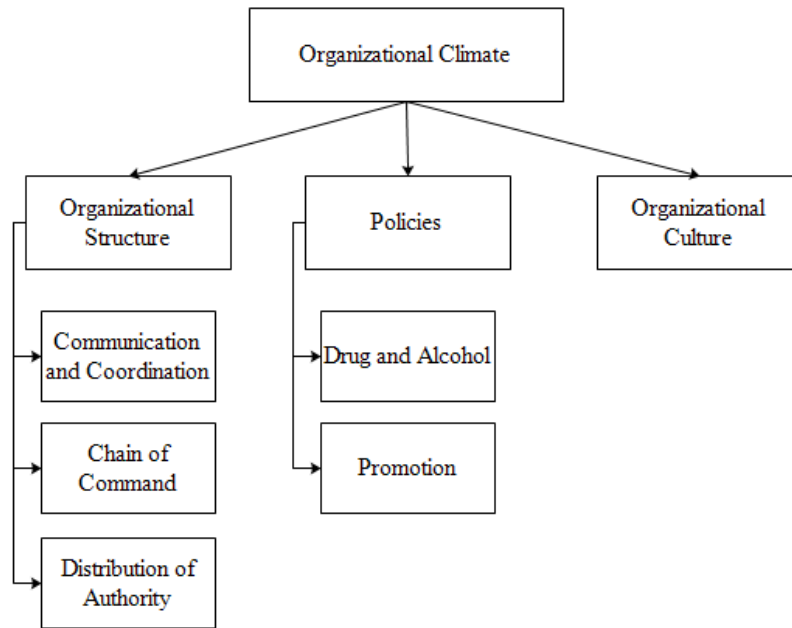 Organizational Climate
Organizational
Structure
Policies
Organizational
Culture
Communication
and Coordination
Drug and Alcohol
Chain of
Command
Promotion
Distribution of
Authority